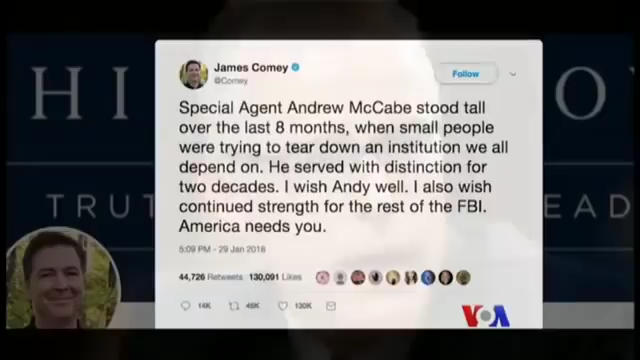 HI O
James Comey
@Comey
Follow
Special Agent Andrew McCabe stood tall
over the last 8 months, when small people
were trying to tear down an institution we all
depend on. He served with distinction for
two decades. I wish Andy well. I also wish
continued strength for the rest of the FBI.
America needs you.
TRUT EAD
5:09 PM - 29 Jan 2018
44,726 Retweets 130,091 Likes
14K 45K 130K
VOA